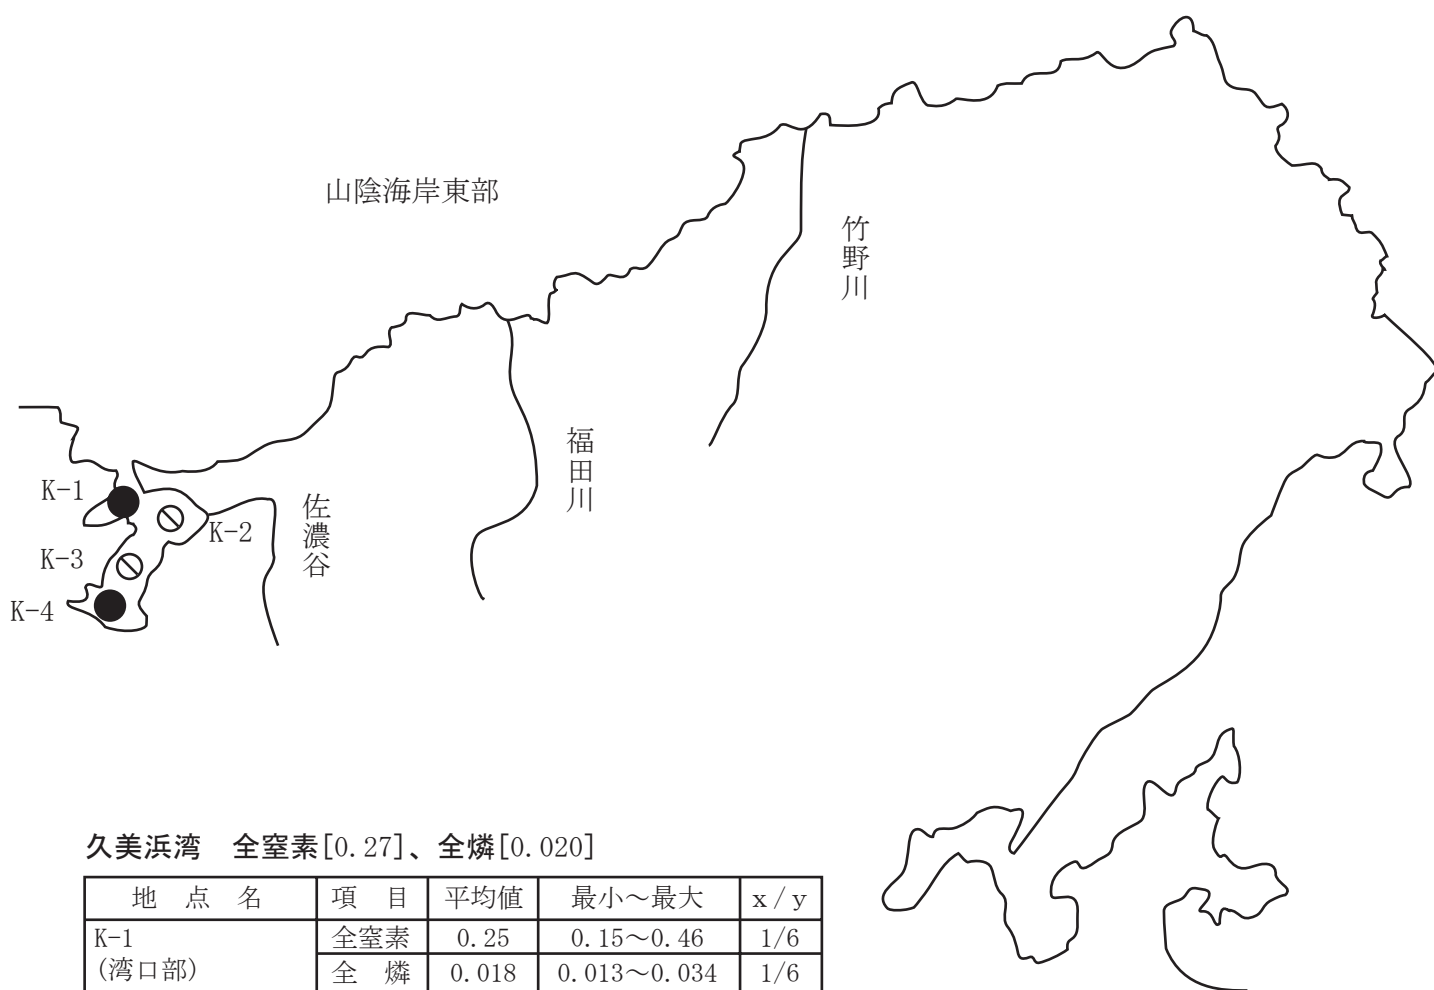 山陰海岸東部
竹野川
福田川
佐濃谷
K-1
K-2
K-3
K-4
久美浜湾　全窒素[0.27]、全燐[0.020]
地　点　名　項　目　平均値　最小～最大　x/y
K-1　全窒素　0.25　0.15～0.46　1/6
(湾口部)　全　燐　0.018　0.013～0.034　1/6